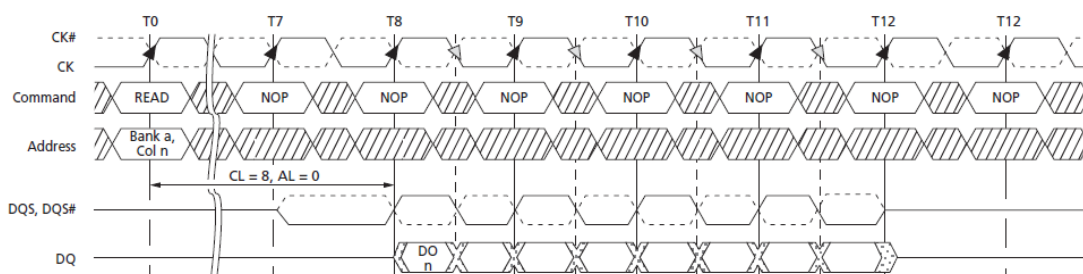 T0 T7 T8 T9 T10 T11 T12 T12
CK#
CK
Command READ NOP NOP NOP NOP NOP NOP NOP
Address Bank a,
Col n
CL = 8, AL = 0
DQS, DQS#
DQ DO
n